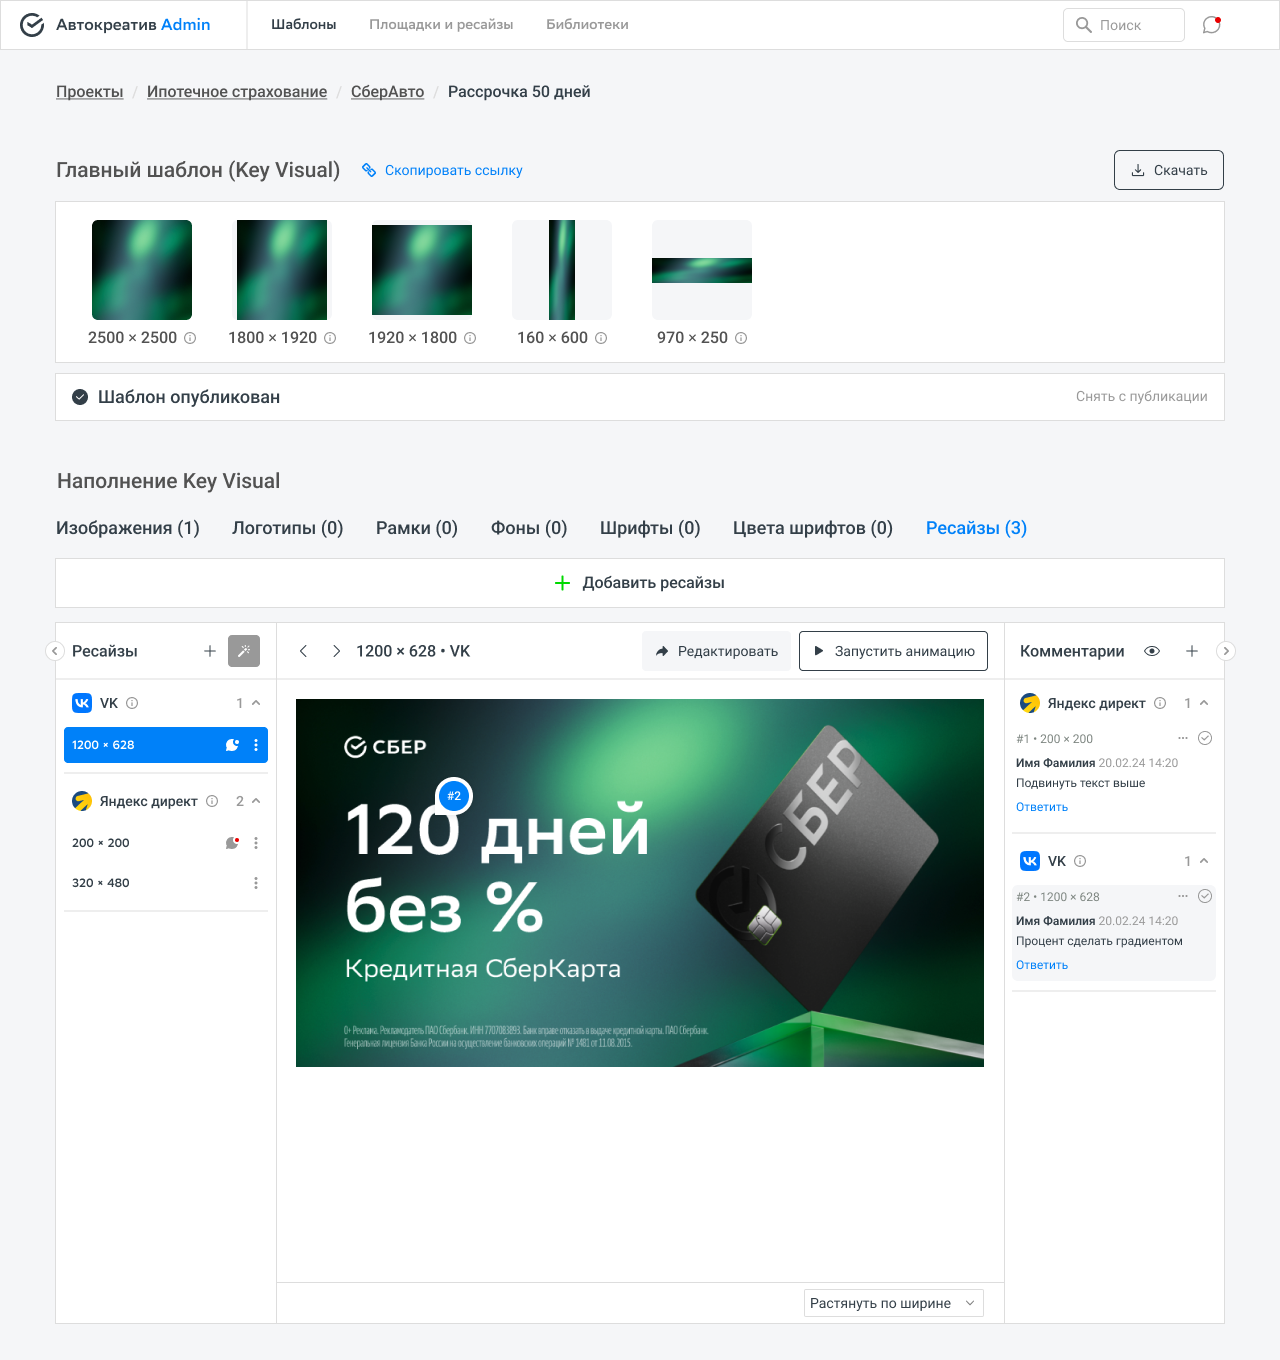 Автокреатив Admin
Шаблоны
Площадки и ресайзы
Библиотеки
Поиск
Проекты / Ипотечное страхование / СберАвто / Рассрочка 50 дней
Главный шаблон (Key Visual)
Скопировать ссылку
Скачать
2500 × 2500
1800 × 1920
1920 × 1800
160 × 600
970 × 250
Шаблон опубликован
Снять с публикации
Наполнение Key Visual
Изображения (1)
Логотипы (0)
Рамки (0)
Фоны (0)
Шрифты (0)
Цвета шрифтов (0)
Ресайзы (3)
Добавить ресайзы
Ресайзы
VK
1
1200 × 628
Яндекс директ
2
200 × 200
320 × 480
1200 × 628 • VK
Редактировать
Запустить анимацию
СБЕР
#2
120 дней
без %
Кредитная СберКарта
0+ Реклама. Рекламодатель ПАО Сбербанк. ИНН 7707083893. Банк вправе отказать в выдаче кредитной карты. ПАО Сбербанк.
Генеральная лицензия Банка России на осуществление банковских операций № 1481 от 11.08.2015.
СБЕР
Растянуть по ширине
Комментарии
Яндекс директ
1
#1 • 200 × 200
Имя Фамилия 20.02.24 14:20
Подвинуть текст выше
Ответить
VK
1
#2 • 1200 × 628
Имя Фамилия 20.02.24 14:20
Процент сделать градиентом
Ответить